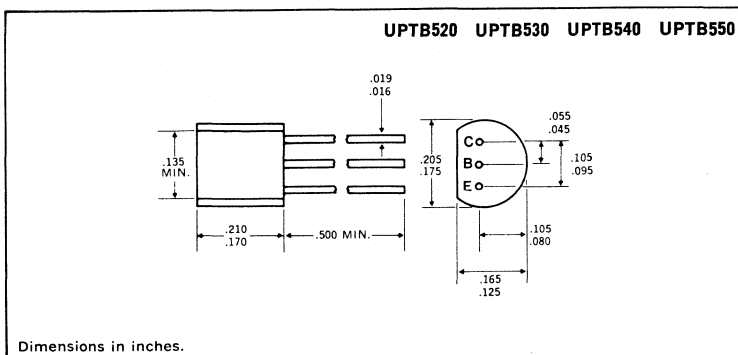 UPTB520 UPTB530 UPTB540 UPTB550
.019
.016
.055
.045
C
B
E
.135
MIN.
.205
.175
.105
.095
.210
.170
.500 MIN.
.105
.080
.165
.125
Dimensions in inches.